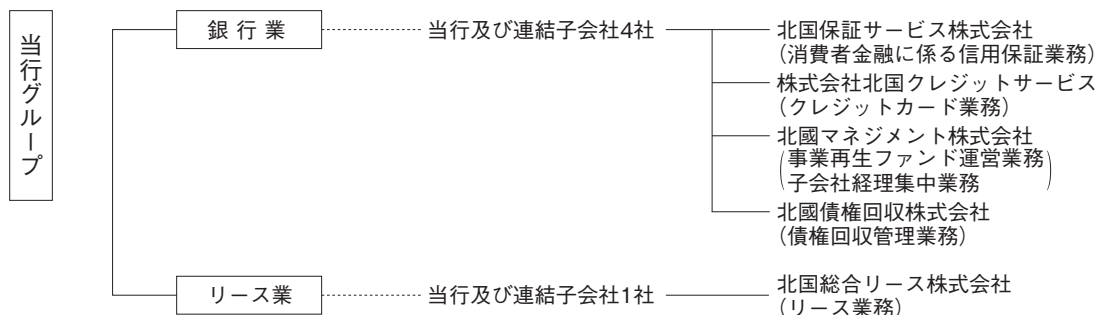 当行グループ
銀行業
当行及び連結子会社4社
北国保証サービス株式会社
(消費者金融に係る信用保証業務)
株式会社北国クレジットサービス
(クレジットカード業務)
北國マネジメント株式会社
(事業再生ファンド運営業務
子会社経理集中業務)
北國債権回収株式会社
(債権回収管理業務)
リース業
当行及び連結子会社1社
北国総合リース株式会社
(リース業務)